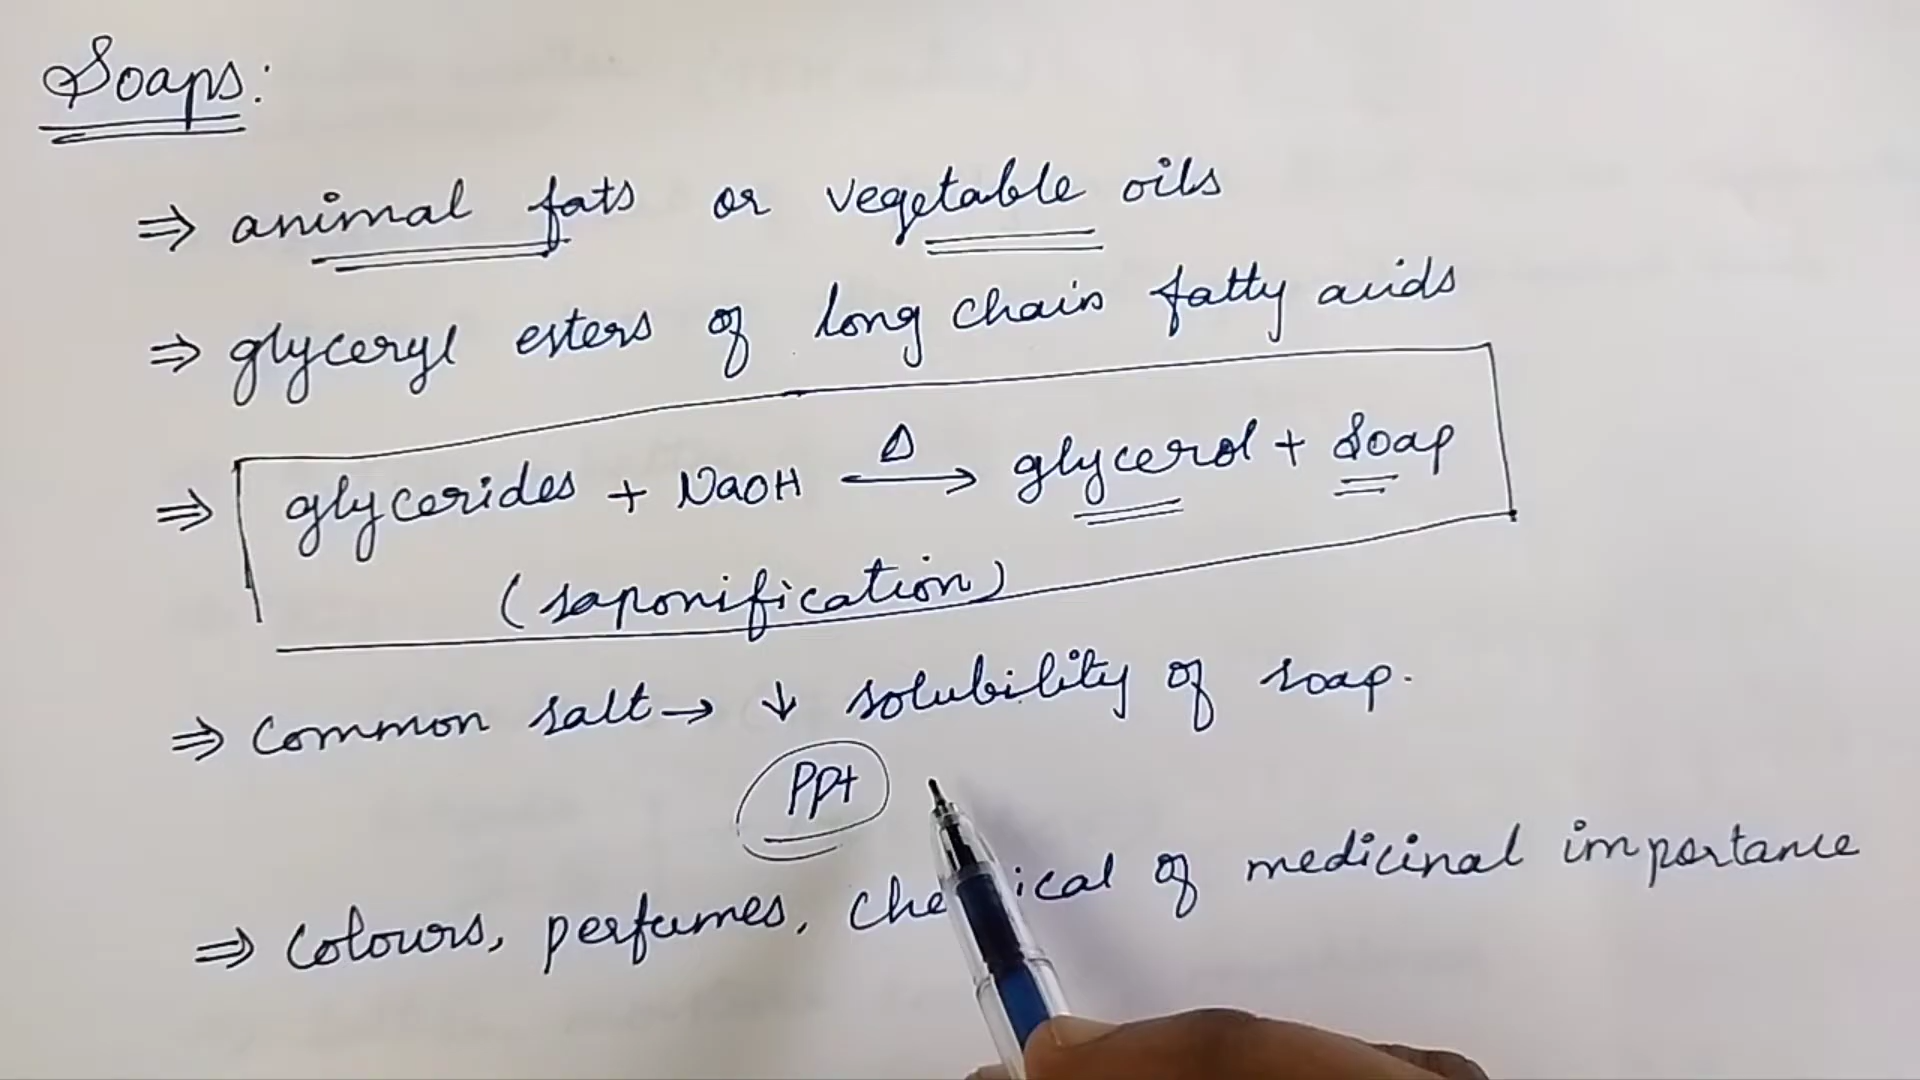 Soaps:
⇒ animal fats or vegetable oils
⇒ glyceryl esters of long chain fatty acids
⇒ glycerides + NaOH Δ→ glycerol + Soap
(saponification)
⇒ Common salt → ↓ solubility of soap.
Ppt
⇒ Colours, perfumes, che ical of medicinal importance